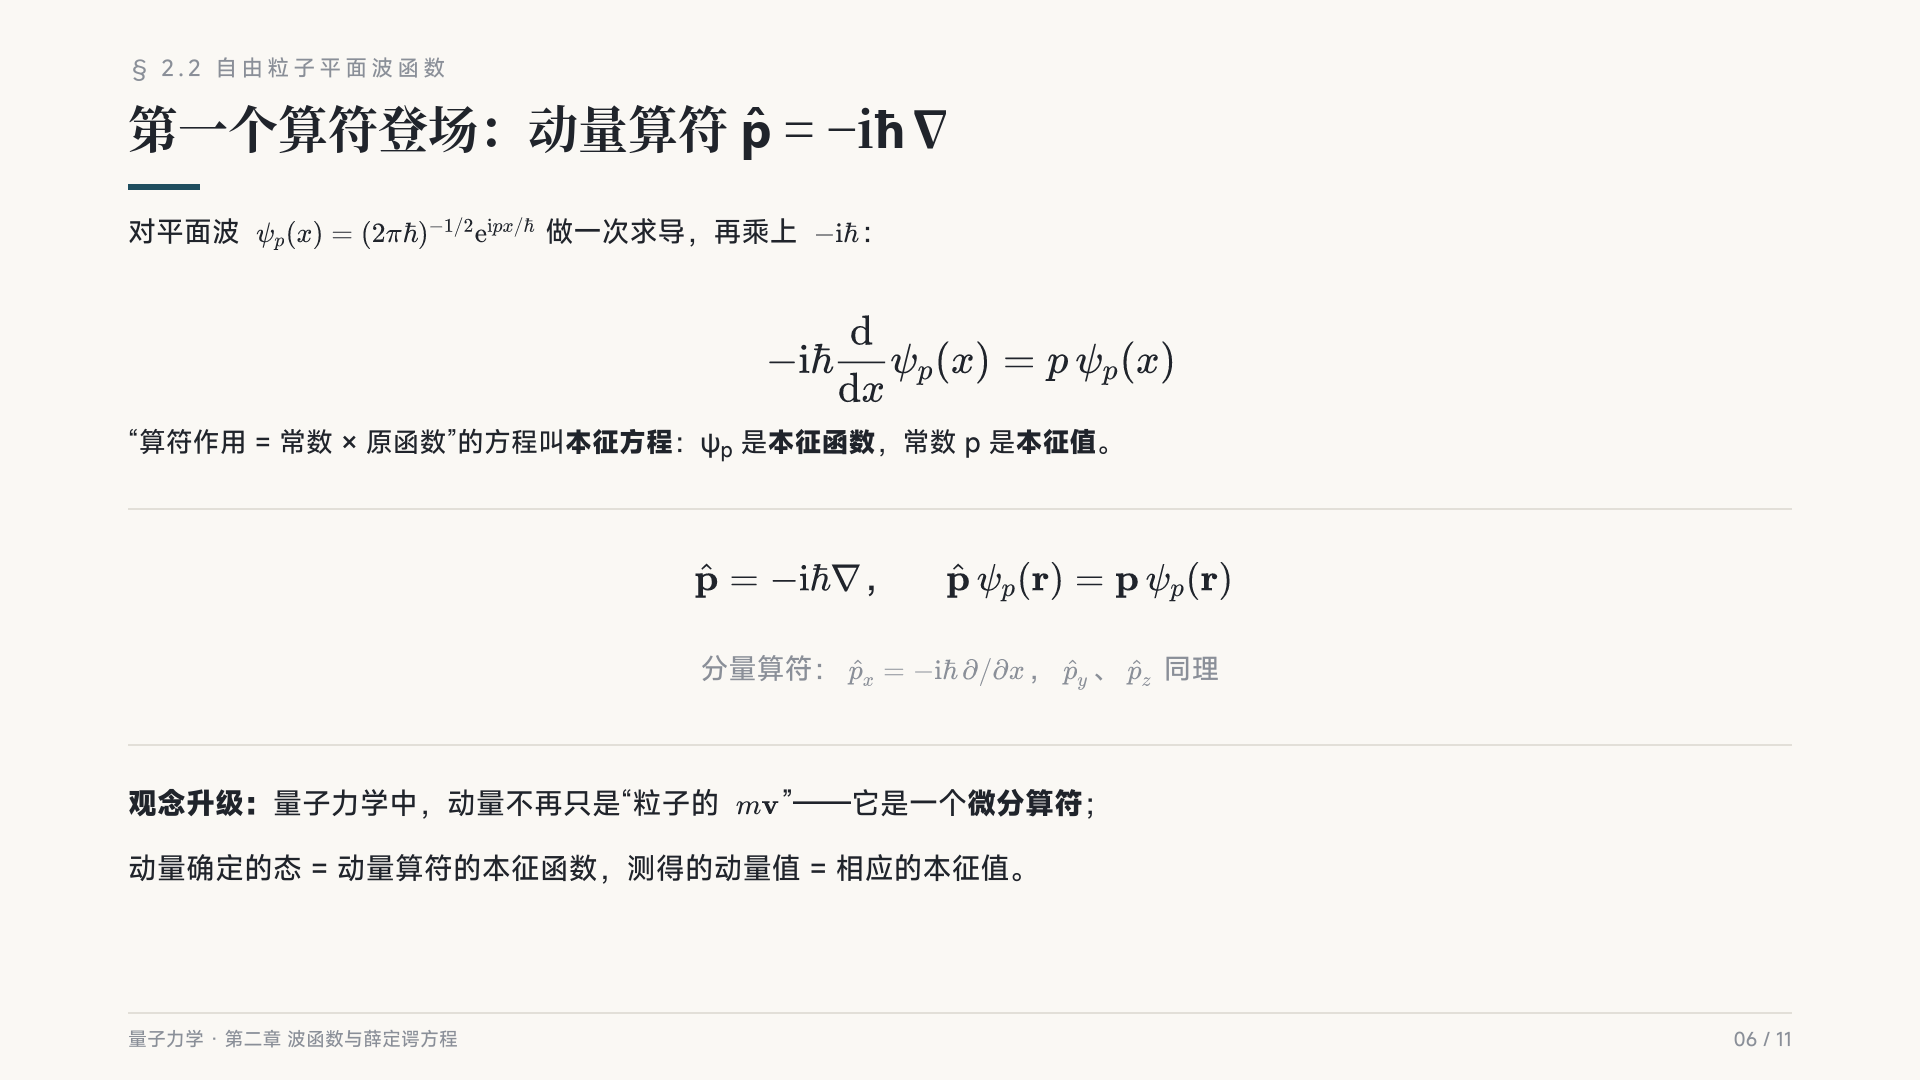 § 2.2 自由粒子平面波函数
第一个算符登场：动量算符 p̂ = −iħ∇
对平面波 ψₚ(x) = (2πħ)^{−1/2}e^{ipx/ħ} 做一次求导，再乘上 −iħ：
−iħ d/dx ψₚ(x) = p ψₚ(x)
“算符作用 = 常数 × 原函数”的方程叫本征方程：ψₚ 是本征函数，常数 p 是本征值。
p̂ = −iħ∇,  p̂ ψₚ(r) = p ψₚ(r)
分量算符： p̂ₓ = −iħ ∂/∂x， p̂_y 、 p̂_z 同理
观念升级：量子力学中，动量不再只是“粒子的 mv”——它是一个微分算符；
动量确定的态 = 动量算符的本征函数，测得的动量值 = 相应的本征值。
量子力学 · 第二章 波函数与薛定谔方程
06 / 11